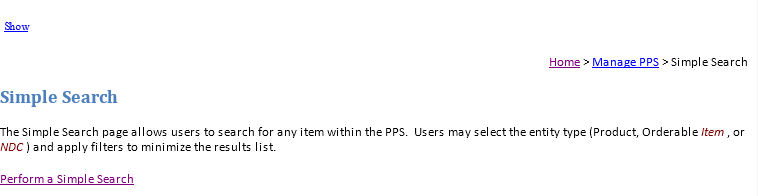 Show
Home > Manage PPS > Simple Search
Simple Search
The Simple Search page allows users to search for any item within the PPS.  Users may select the entity type (Product, Orderable Item , or
NDC ) and apply filters to minimize the results list.
Perform a Simple Search